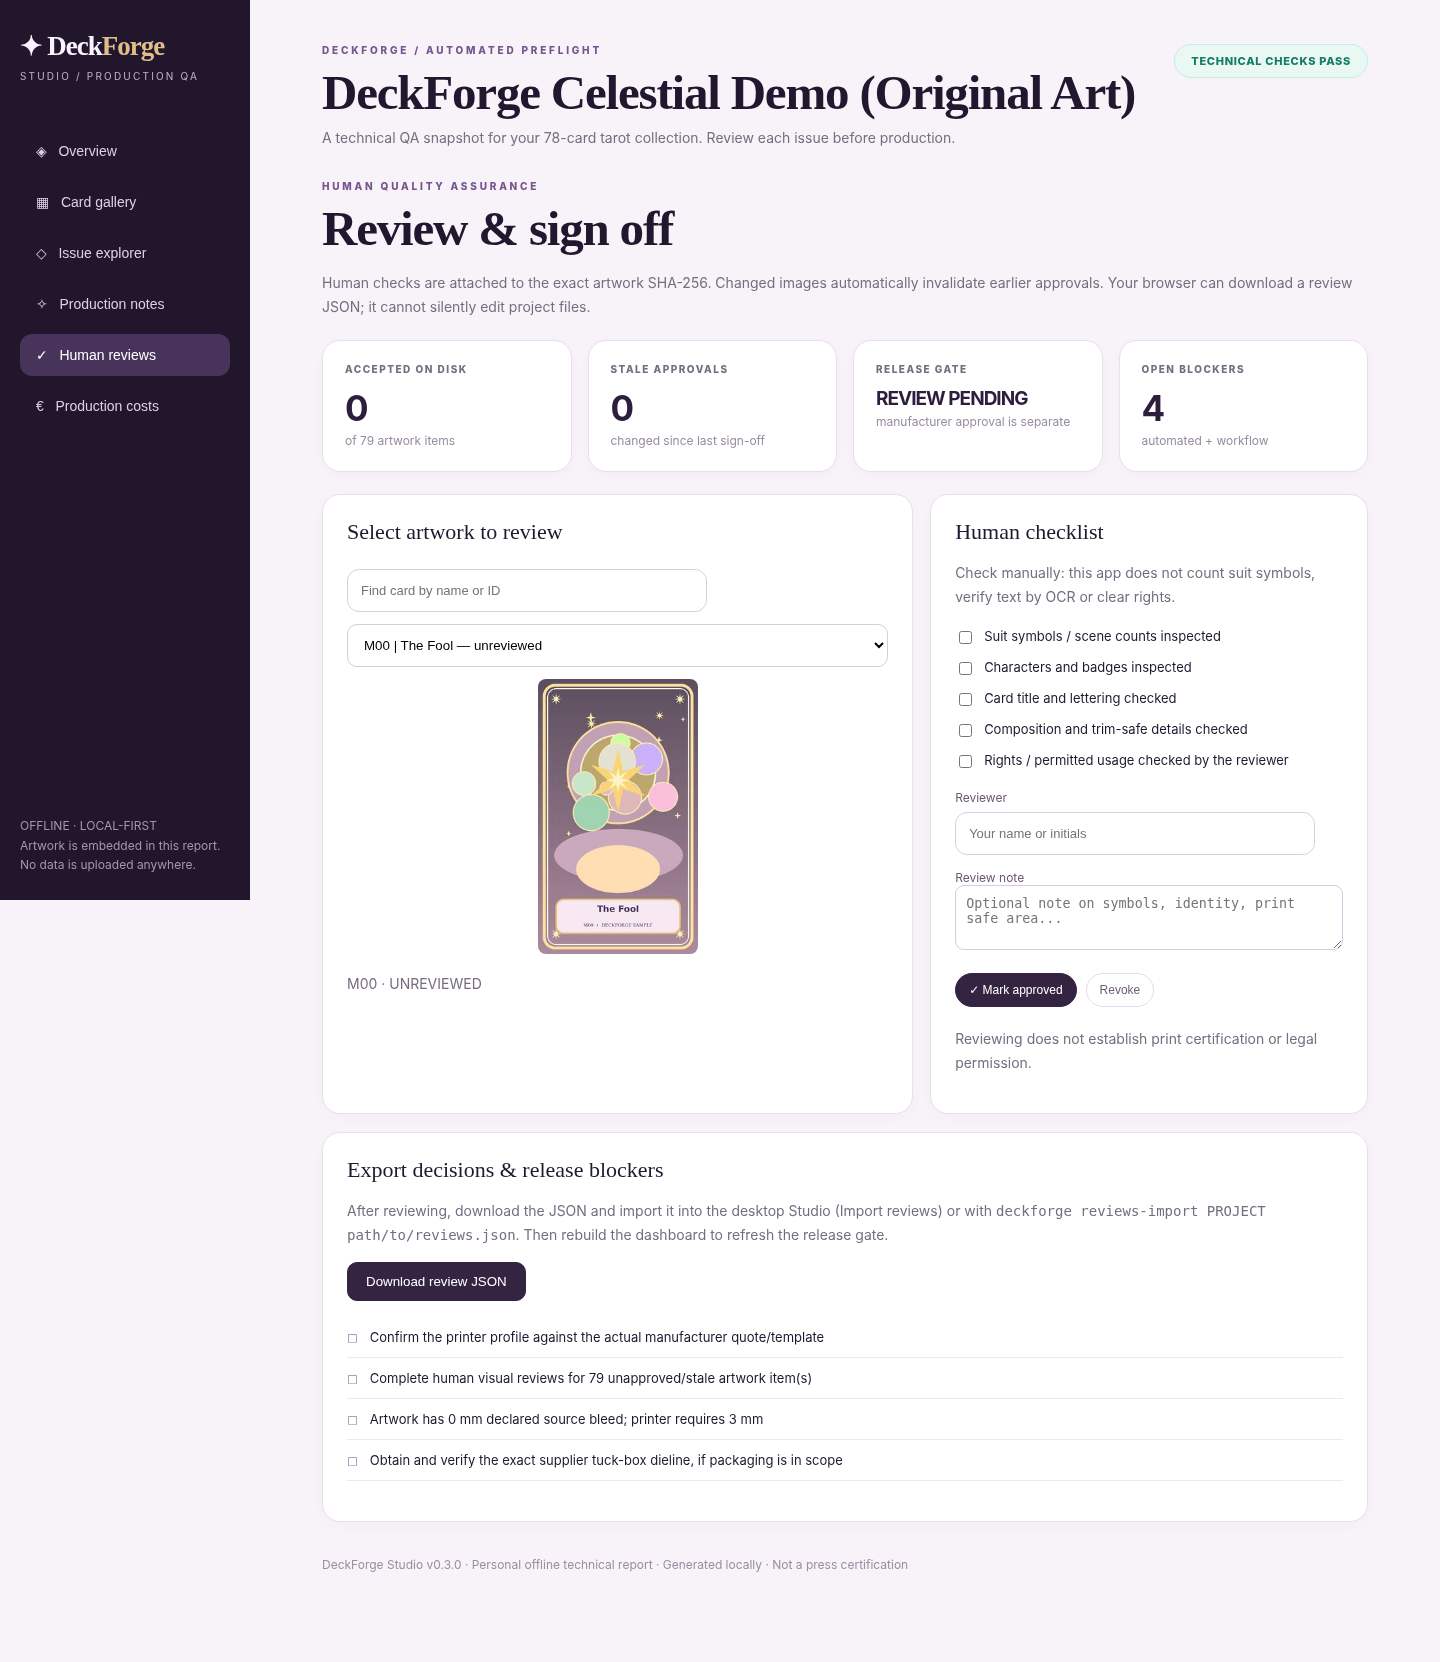 ✦ DeckForge
STUDIO / PRODUCTION QA
◈ Overview
▦ Card gallery
◇ Issue explorer
✧ Production notes
✓ Human reviews
€ Production costs
OFFLINE · LOCAL-FIRST
Artwork is embedded in this report.
No data is uploaded anywhere.
DECKFORGE / AUTOMATED PREFLIGHT
TECHNICAL CHECKS PASS
DeckForge Celestial Demo (Original Art)
A technical QA snapshot for your 78-card tarot collection. Review each issue before production.
HUMAN QUALITY ASSURANCE
Review & sign off
Human checks are attached to the exact artwork SHA-256. Changed images automatically invalidate earlier approvals. Your browser can download a review
JSON; it cannot silently edit project files.
ACCEPTED ON DISK
0
of 79 artwork items
STALE APPROVALS
0
changed since last sign-off
RELEASE GATE
REVIEW PENDING
manufacturer approval is separate
OPEN BLOCKERS
4
automated + workflow
Select artwork to review
Find card by name or ID
M00 | The Fool — unreviewed
The Fool
M00 • DECKFORGE SAMPLE
M00 · UNREVIEWED
Human checklist
Check manually: this app does not count suit symbols,
verify text by OCR or clear rights.
Suit symbols / scene counts inspected
Characters and badges inspected
Card title and lettering checked
Composition and trim-safe details checked
Rights / permitted usage checked by the reviewer
Reviewer
Your name or initials
Review note
Optional note on symbols, identity, print
safe area...
✓ Mark approved
Revoke
Reviewing does not establish print certification or legal
permission.
Export decisions & release blockers
After reviewing, download the JSON and import it into the desktop Studio (Import reviews) or with deckforge reviews-import PROJECT
path/to/reviews.json. Then rebuild the dashboard to refresh the release gate.
Download review JSON
Confirm the printer profile against the actual manufacturer quote/template
Complete human visual reviews for 79 unapproved/stale artwork item(s)
Artwork has 0 mm declared source bleed; printer requires 3 mm
Obtain and verify the exact supplier tuck-box dieline, if packaging is in scope
DeckForge Studio v0.3.0 · Personal offline technical report · Generated locally · Not a press certification